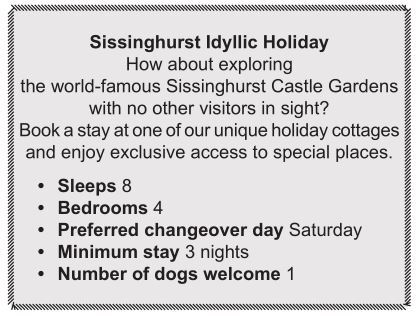 Sissinghurst Idyllic Holiday
How about exploring
the world-famous Sissinghurst Castle Gardens
with no other visitors in sight?
Book a stay at one of our unique holiday cottages
and enjoy exclusive access to special places.
• Sleeps 8
• Bedrooms 4
• Preferred changeover day Saturday
• Minimum stay 3 nights
• Number of dogs welcome 1